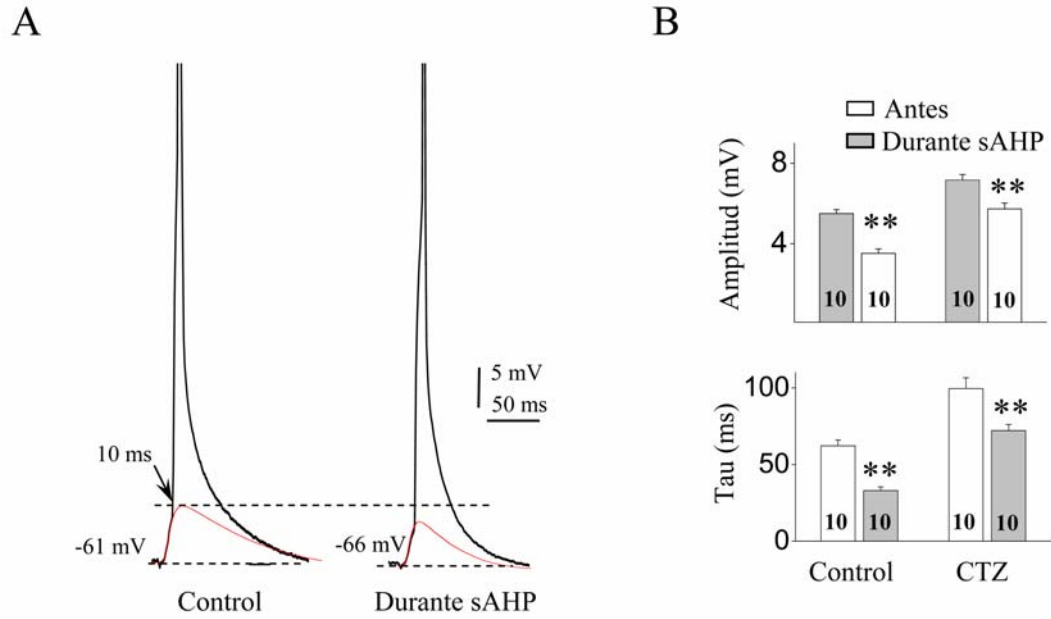 A
10 ms
-61 mV
Control
-66 mV
Durante sAHP
5 mV
50 ms
B
Antes
Durante sAHP
Amplitud (mV)
8
4
**
**
10
10
10
10
Tau (ms)
100
50
0
**
**
10
10
10
10
Control
CTZ